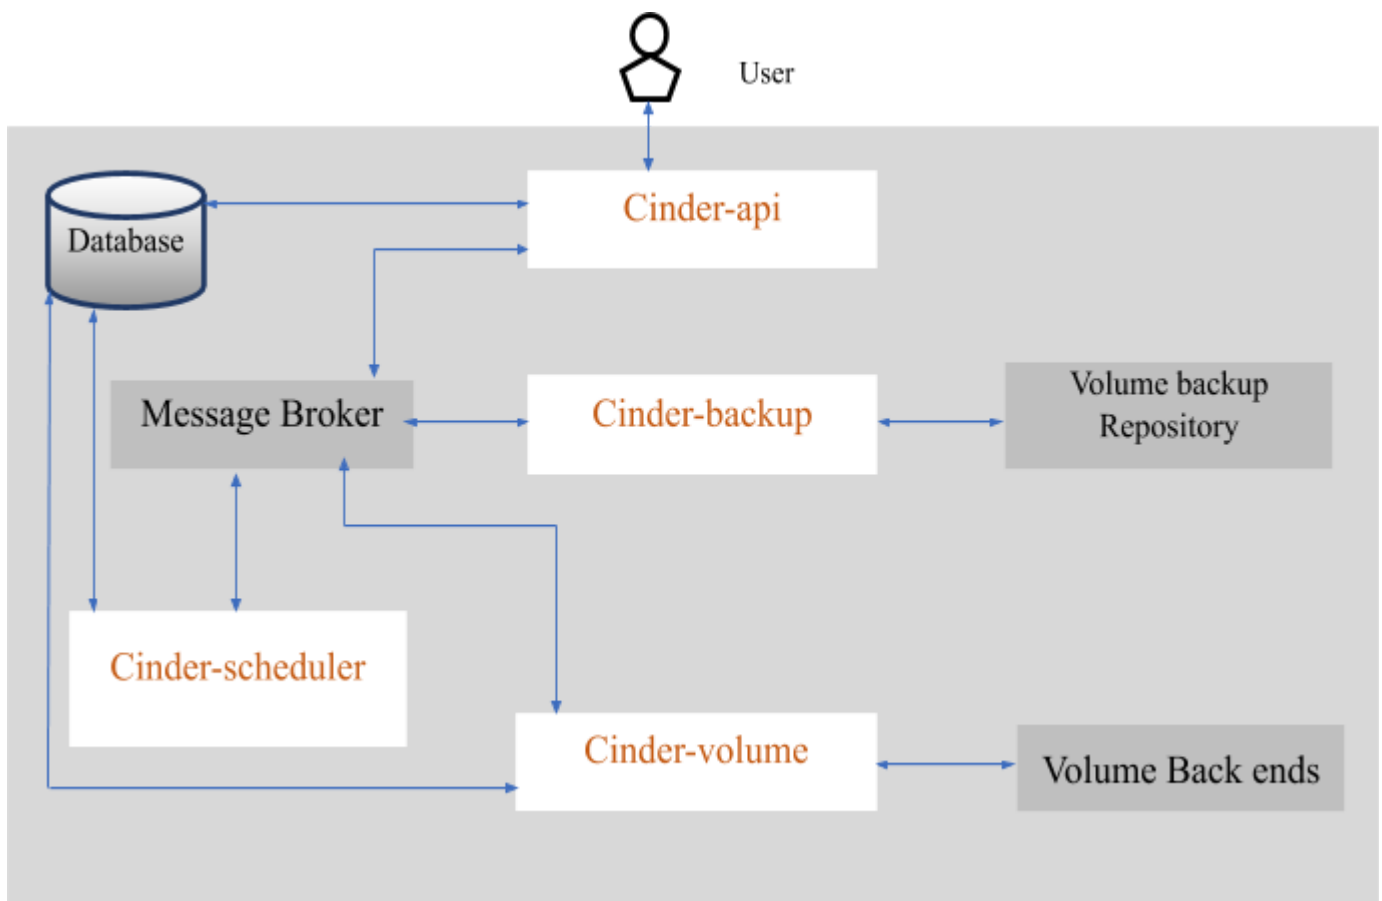 User
Cinder-api
Database
Message Broker
Cinder-backup
Volume backup
Repository
Cinder-scheduler
Cinder-volume
Volume Back ends